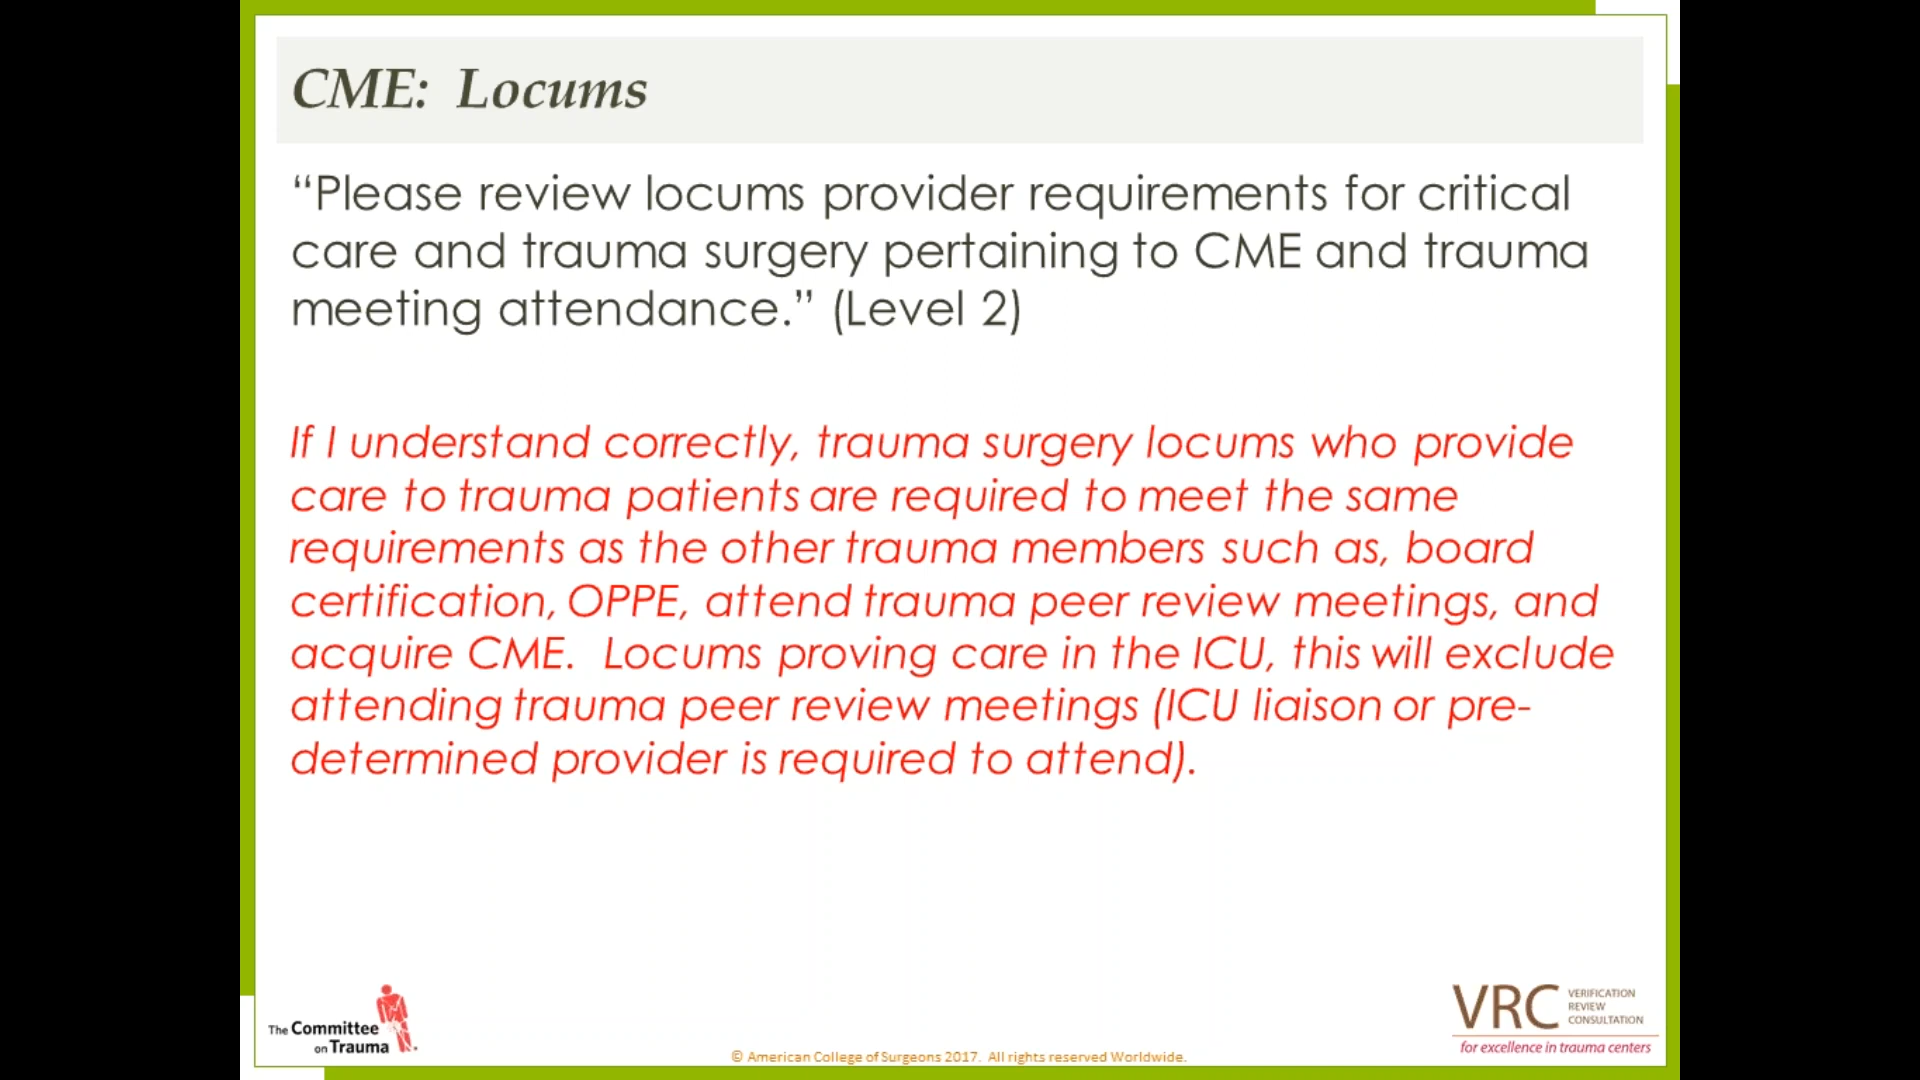 CME: Locums
“Please review locums provider requirements for critical
care and trauma surgery pertaining to CME and trauma
meeting attendance.” (Level 2)
If I understand correctly, trauma surgery locums who provide
care to trauma patients are required to meet the same
requirements as the other trauma members such as, board
certification, OPPE, attend trauma peer review meetings, and
acquire CME. Locums proving care in the ICU, this will exclude
attending trauma peer review meetings (ICU liaison or pre-
determined provider is required to attend).
The Committee
on Trauma
© American College of Surgeons 2017. All rights reserved Worldwide.
VRC
VERIFICATION
REVIEW
CONSULTATION
for excellence in trauma centers